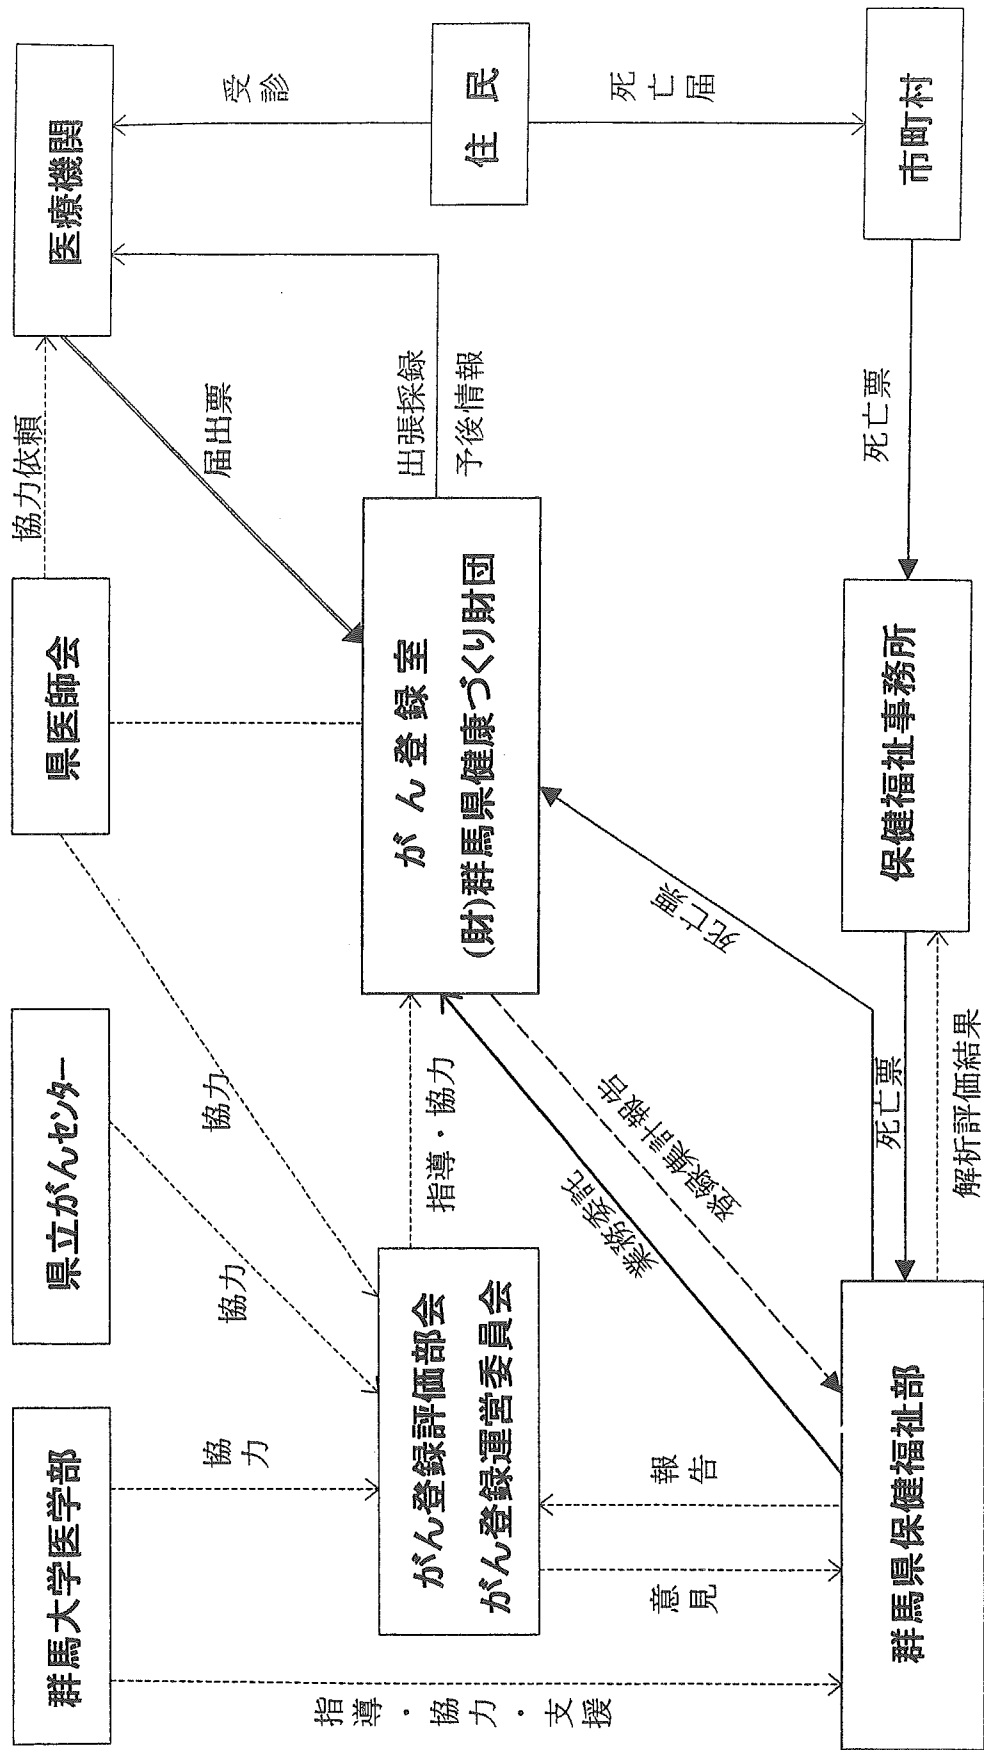 群馬大学医学部
県立がんセンター
県医師会
協力依頼
医療機関
協力
協力
協力
届出票
受診
指導・協力・支援
がん登録評価部会
がん登録運営委員会
指導・協力
がん登録室
(財)群馬県健康づくり財団
出張採録
予後情報
住民
意見
報告
業務委託
登録集計報告
死亡票
死亡届
群馬県保健福祉部
死亡票
解析評価結果
保健福祉事務所
死亡票
市町村